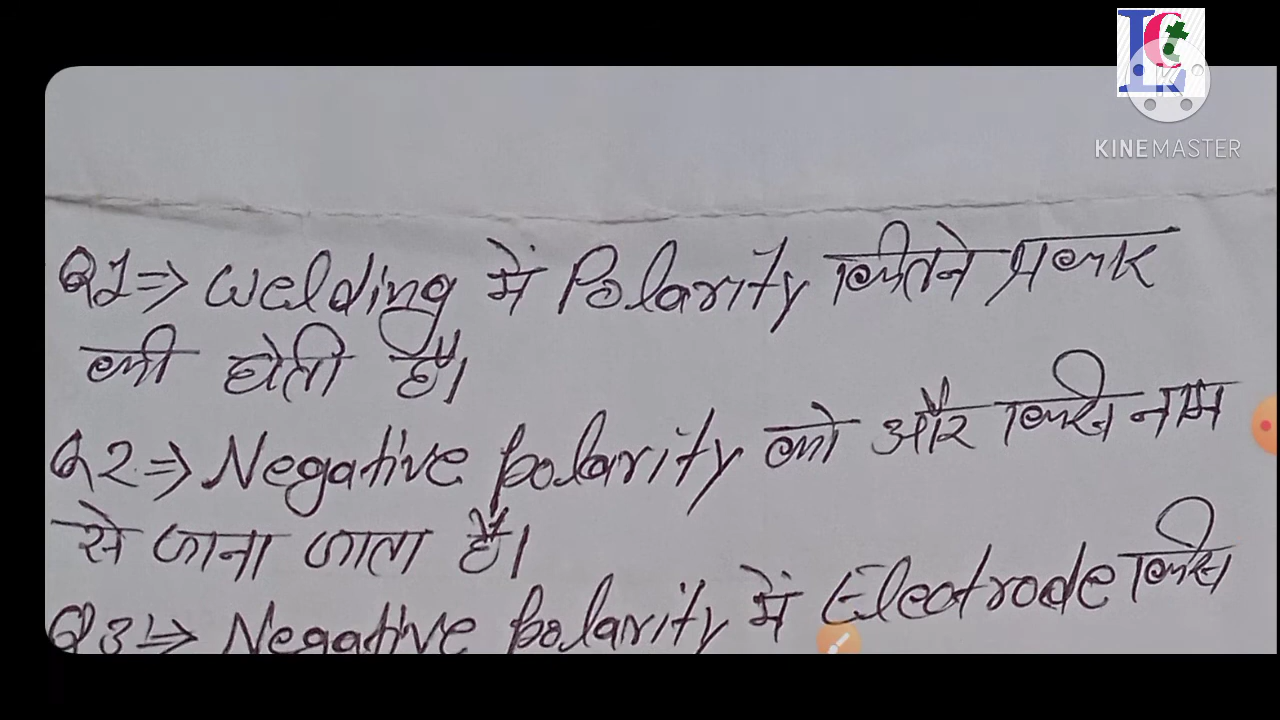 KINEMASTER
Q1⇒ Welding में Polarity कितने प्रकार
की होती है।
Q2.⇒ Negative polarity को और किस नाम
से जाना जाता है।
Q3⇒ Negative polarity में Electrode किस